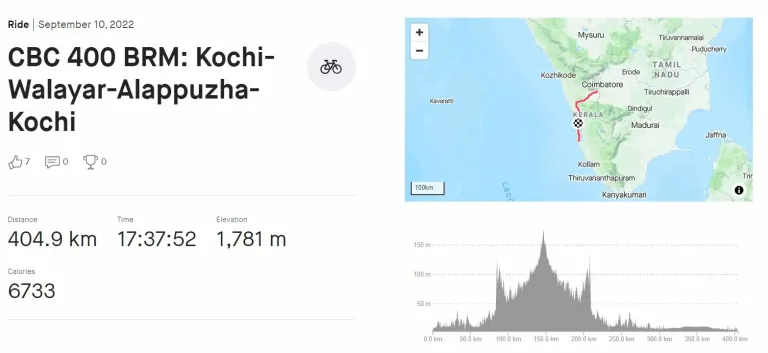 Ride | September 10, 2022
CBC 400 BRM: Kochi-
Walayar-Alappuzha-
Kochi
7
0
0
Distance
Time
Elevation
404.9 km
17:37:52
1,781 m
Calories
6733
+
−
Mysuru
Tiruvannamalai
Puducherry
Kozhikode
Erode
TAMIL
NADU
Coimbatore
Kavaratti
Tiruchirappalli
KERALA
Dindigul
Madurai
Jaffna
Kollam
Thiruvananthapuram
Kanyakumari
100km
150 m
100 m
50 m
0.0 km
50.0 km
100.0 km
150.0 km
200.0 km
250.0 km
300.0 km
350.0 km
400.0 km